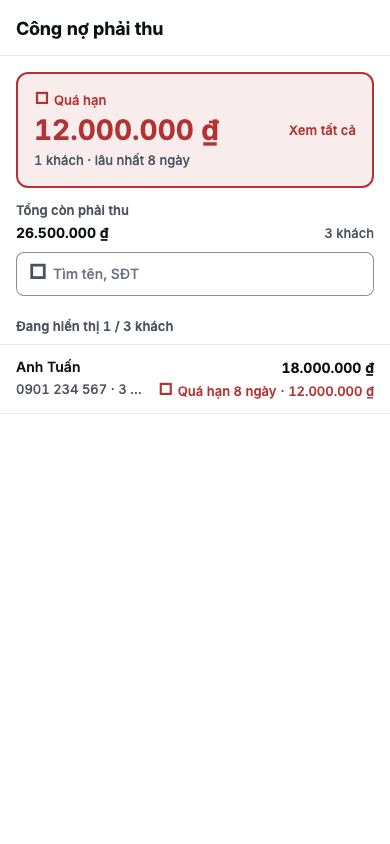 Công nợ phải thu
Quá hạn
12.000.000 ₫
Xem tất cả
1 khách · lâu nhất 8 ngày
Tổng còn phải thu
26.500.000 ₫
3 khách
Tìm tên, SĐT
Đang hiển thị 1 / 3 khách
Anh Tuấn
18.000.000 ₫
0901 234 567 · 3 ...
Quá hạn 8 ngày · 12.000.000 ₫